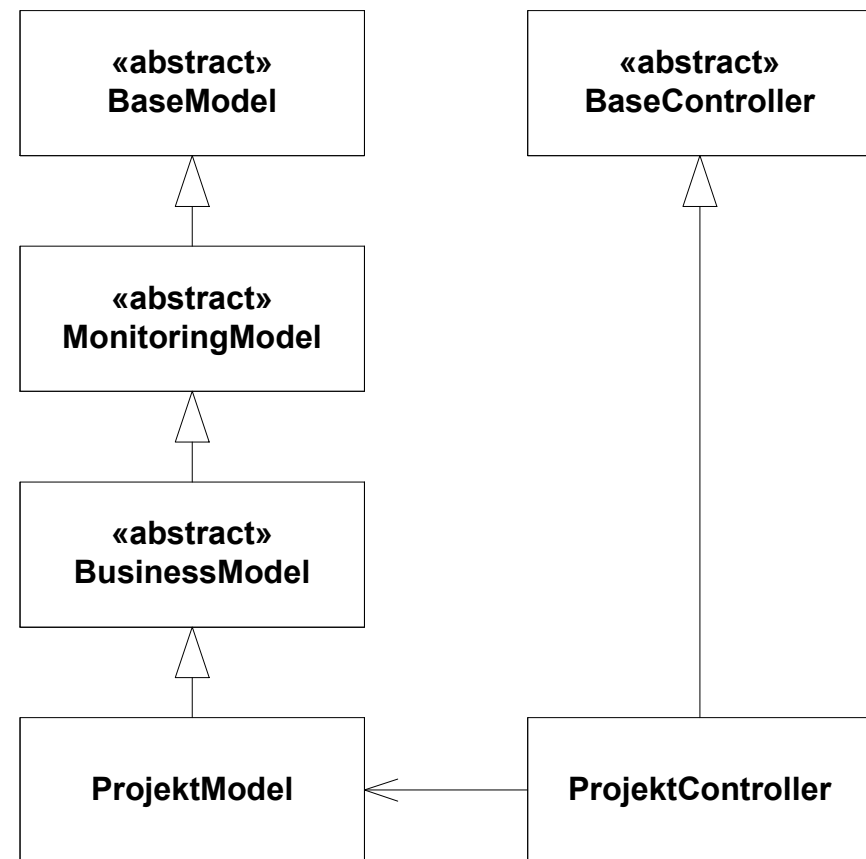 «abstract»
BaseModel
«abstract»
BaseController
«abstract»
MonitoringModel
«abstract»
BusinessModel
ProjektModel
ProjektController